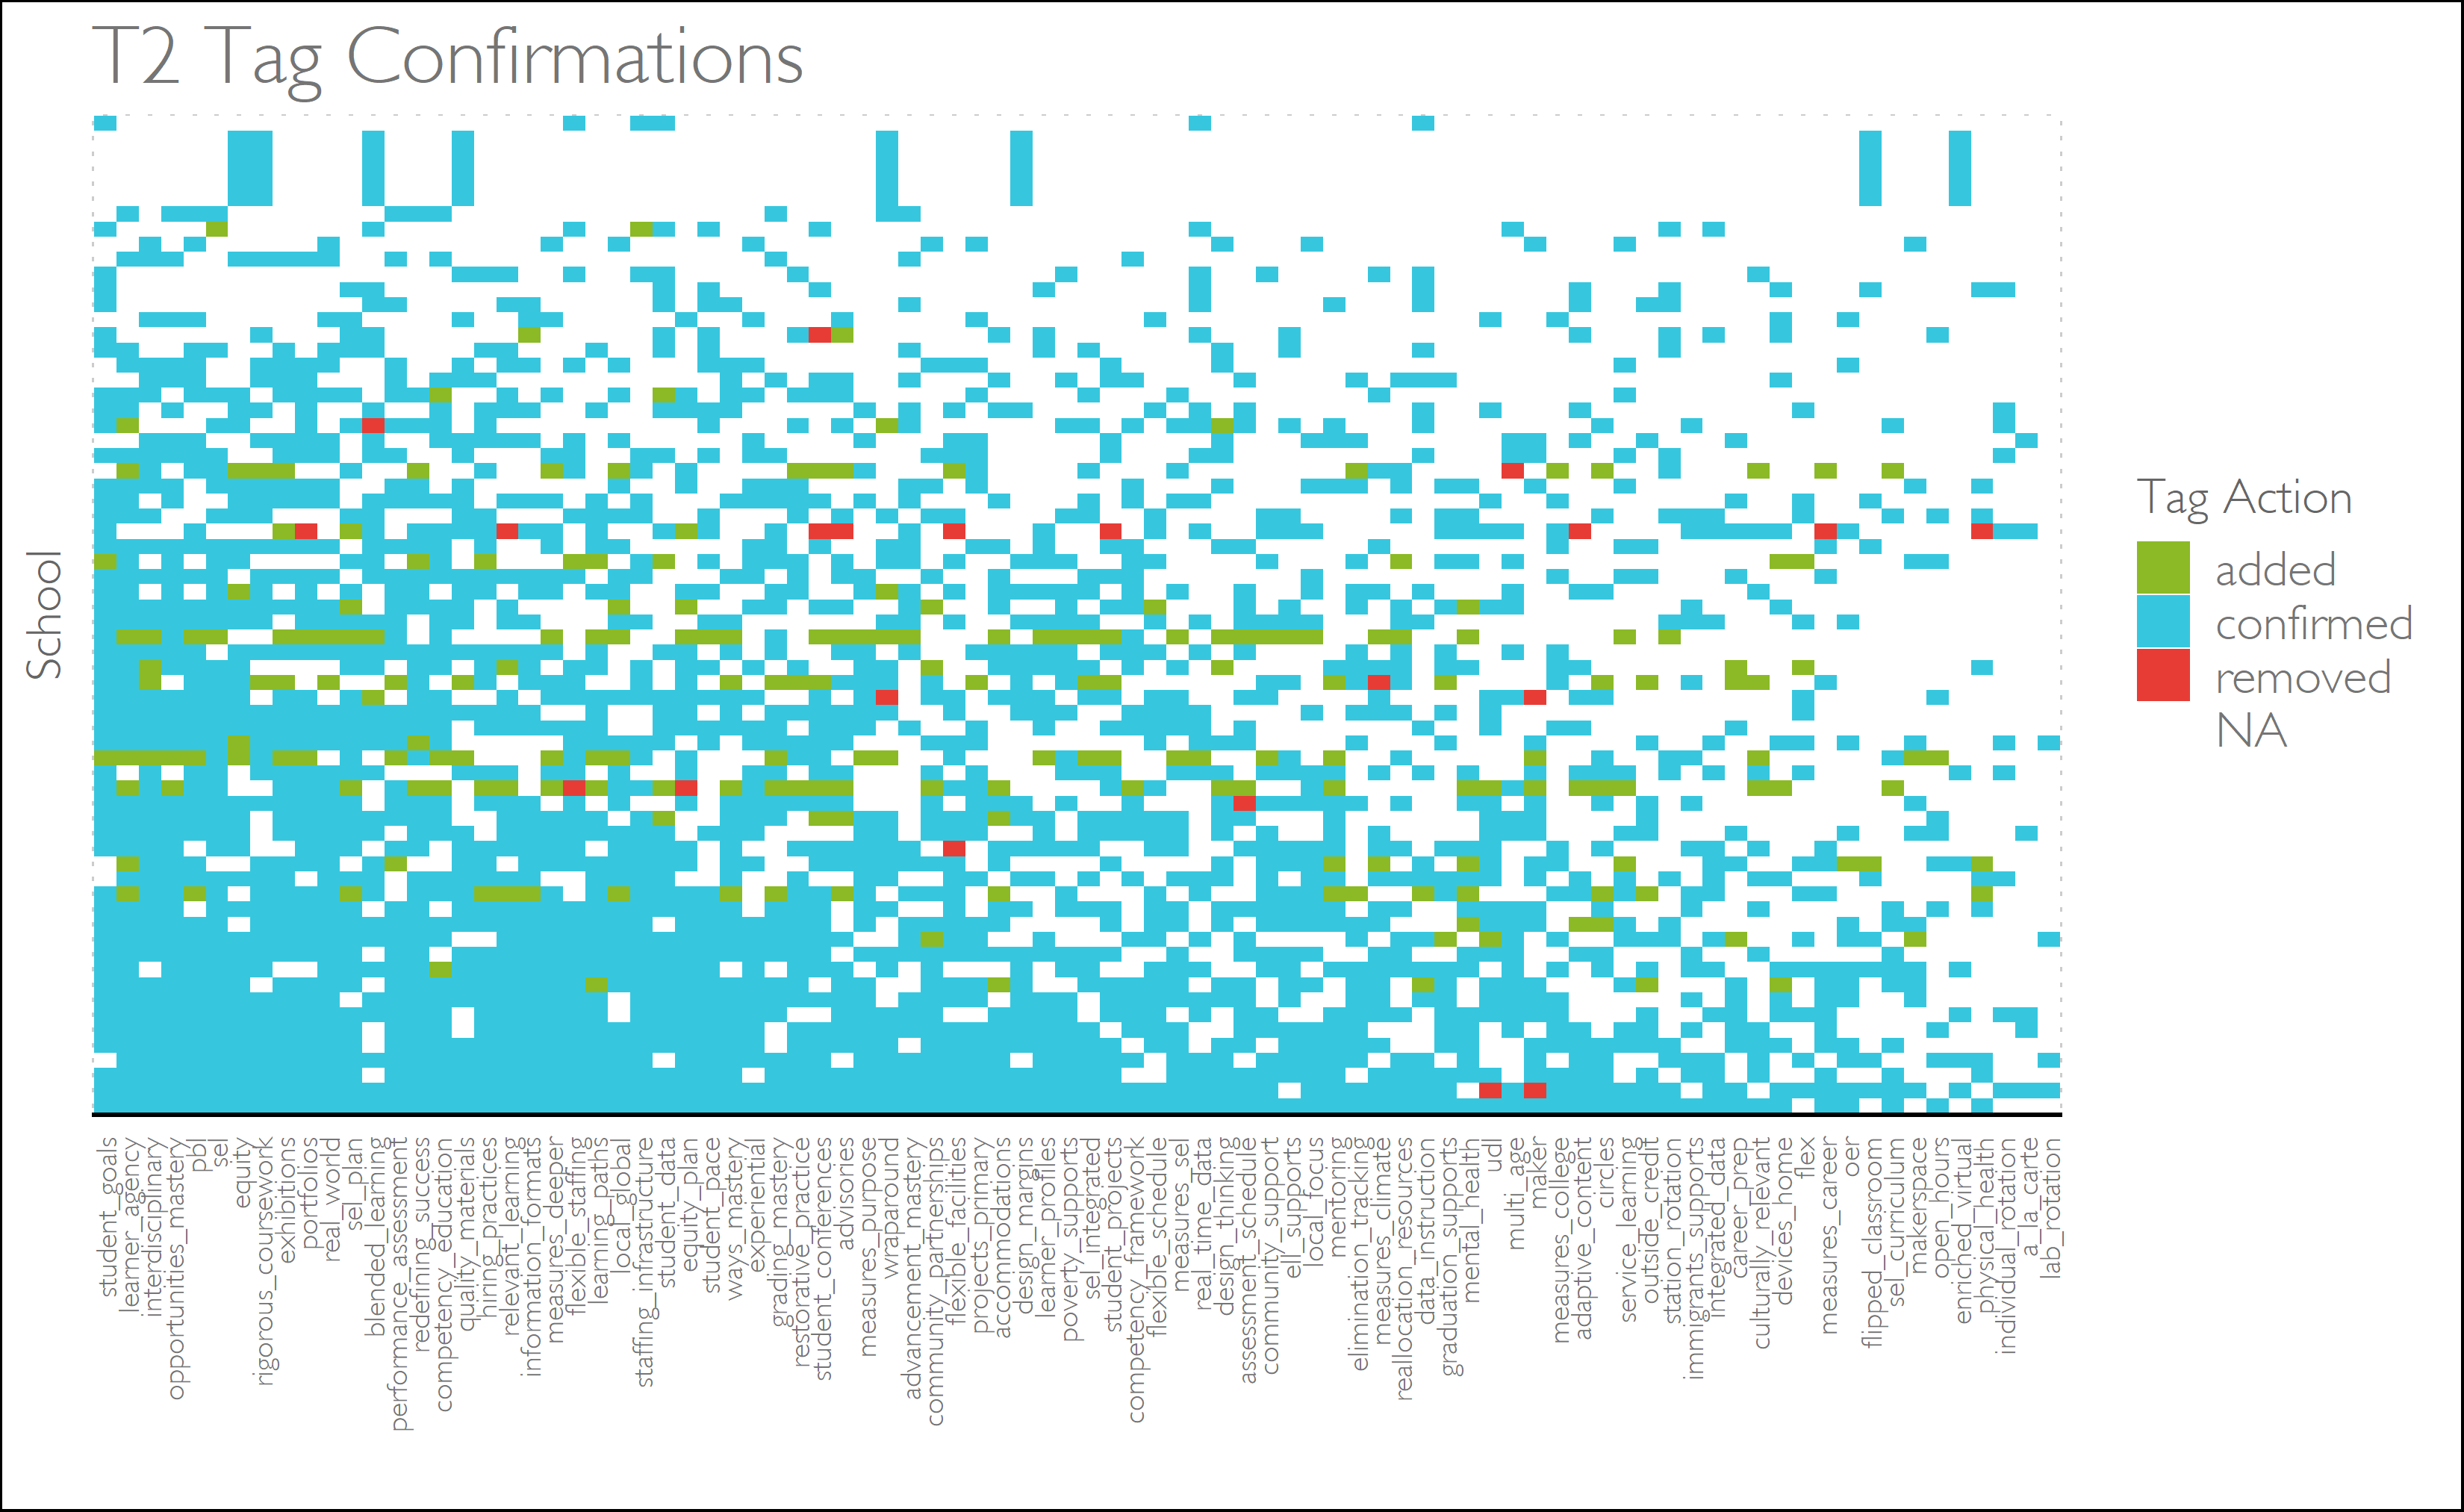 T2 Tag Confirmations
School
Tag Action
added
confirmed
removed
NA
student_goals
learner_agency
interdisciplinary
opportunities_mastery
pbl
sel
equity
rigorous_coursework
exhibitions
portfolios
real_world
sel_plan
blended_learning
performance_assessment
redefining_success
competency_education
quality_materials
hiring_practices
relevant_learning
information_formats
measures_deeper
flexible_staffing
learning_paths
local_global
staffing_infrastructure
student_data
equity_plan
student_pace
ways_mastery
experiential
grading_mastery
restorative_practice
student_conferences
advisories
measures_purpose
wraparound
advancement_mastery
community_partnerships
flexible_facilities
projects_primary
accommodations
design_margins
learner_profiles
poverty_supports
sel_integrated
student_projects
competency_framework
flexible_schedule
measures_sel
real_time_data
design_thinking
assessment_schedule
community_support
ell_supports
local_focus
mentoring
elimination_tracking
measures_climate
reallocation_resources
data_instruction
graduation_supports
mental_health
udl
multi_age
maker
measures_college
adaptive_content
circles
service_learning
outside_credit
station_rotation
immigrants_supports
integrated_data
career_prep
culturally_relevant
devices_home
flex
measures_career
oer
flipped_classroom
sel_curriculum
makerspace
open_hours
enriched_virtual
physical_health
individual_rotation
a_la_carte
lab_rotation